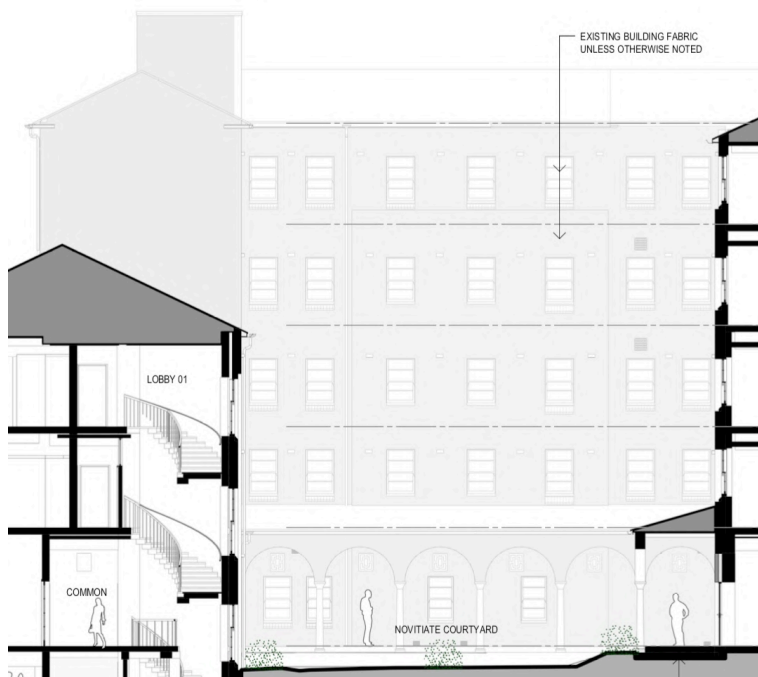 EXISTING BUILDING FABRIC
UNLESS OTHERWISE NOTED
LOBBY 01
COMMON
NOVITIATE COURTYARD